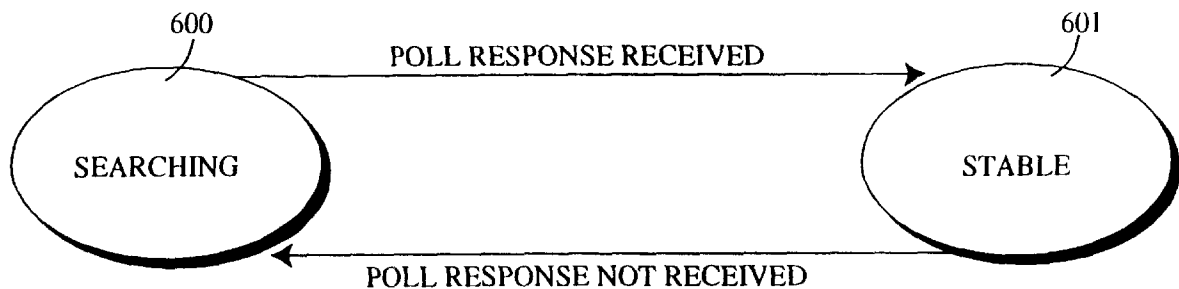 600
601
POLL RESPONSE RECEIVED
SEARCHING
STABLE
POLL RESPONSE NOT RECEIVED